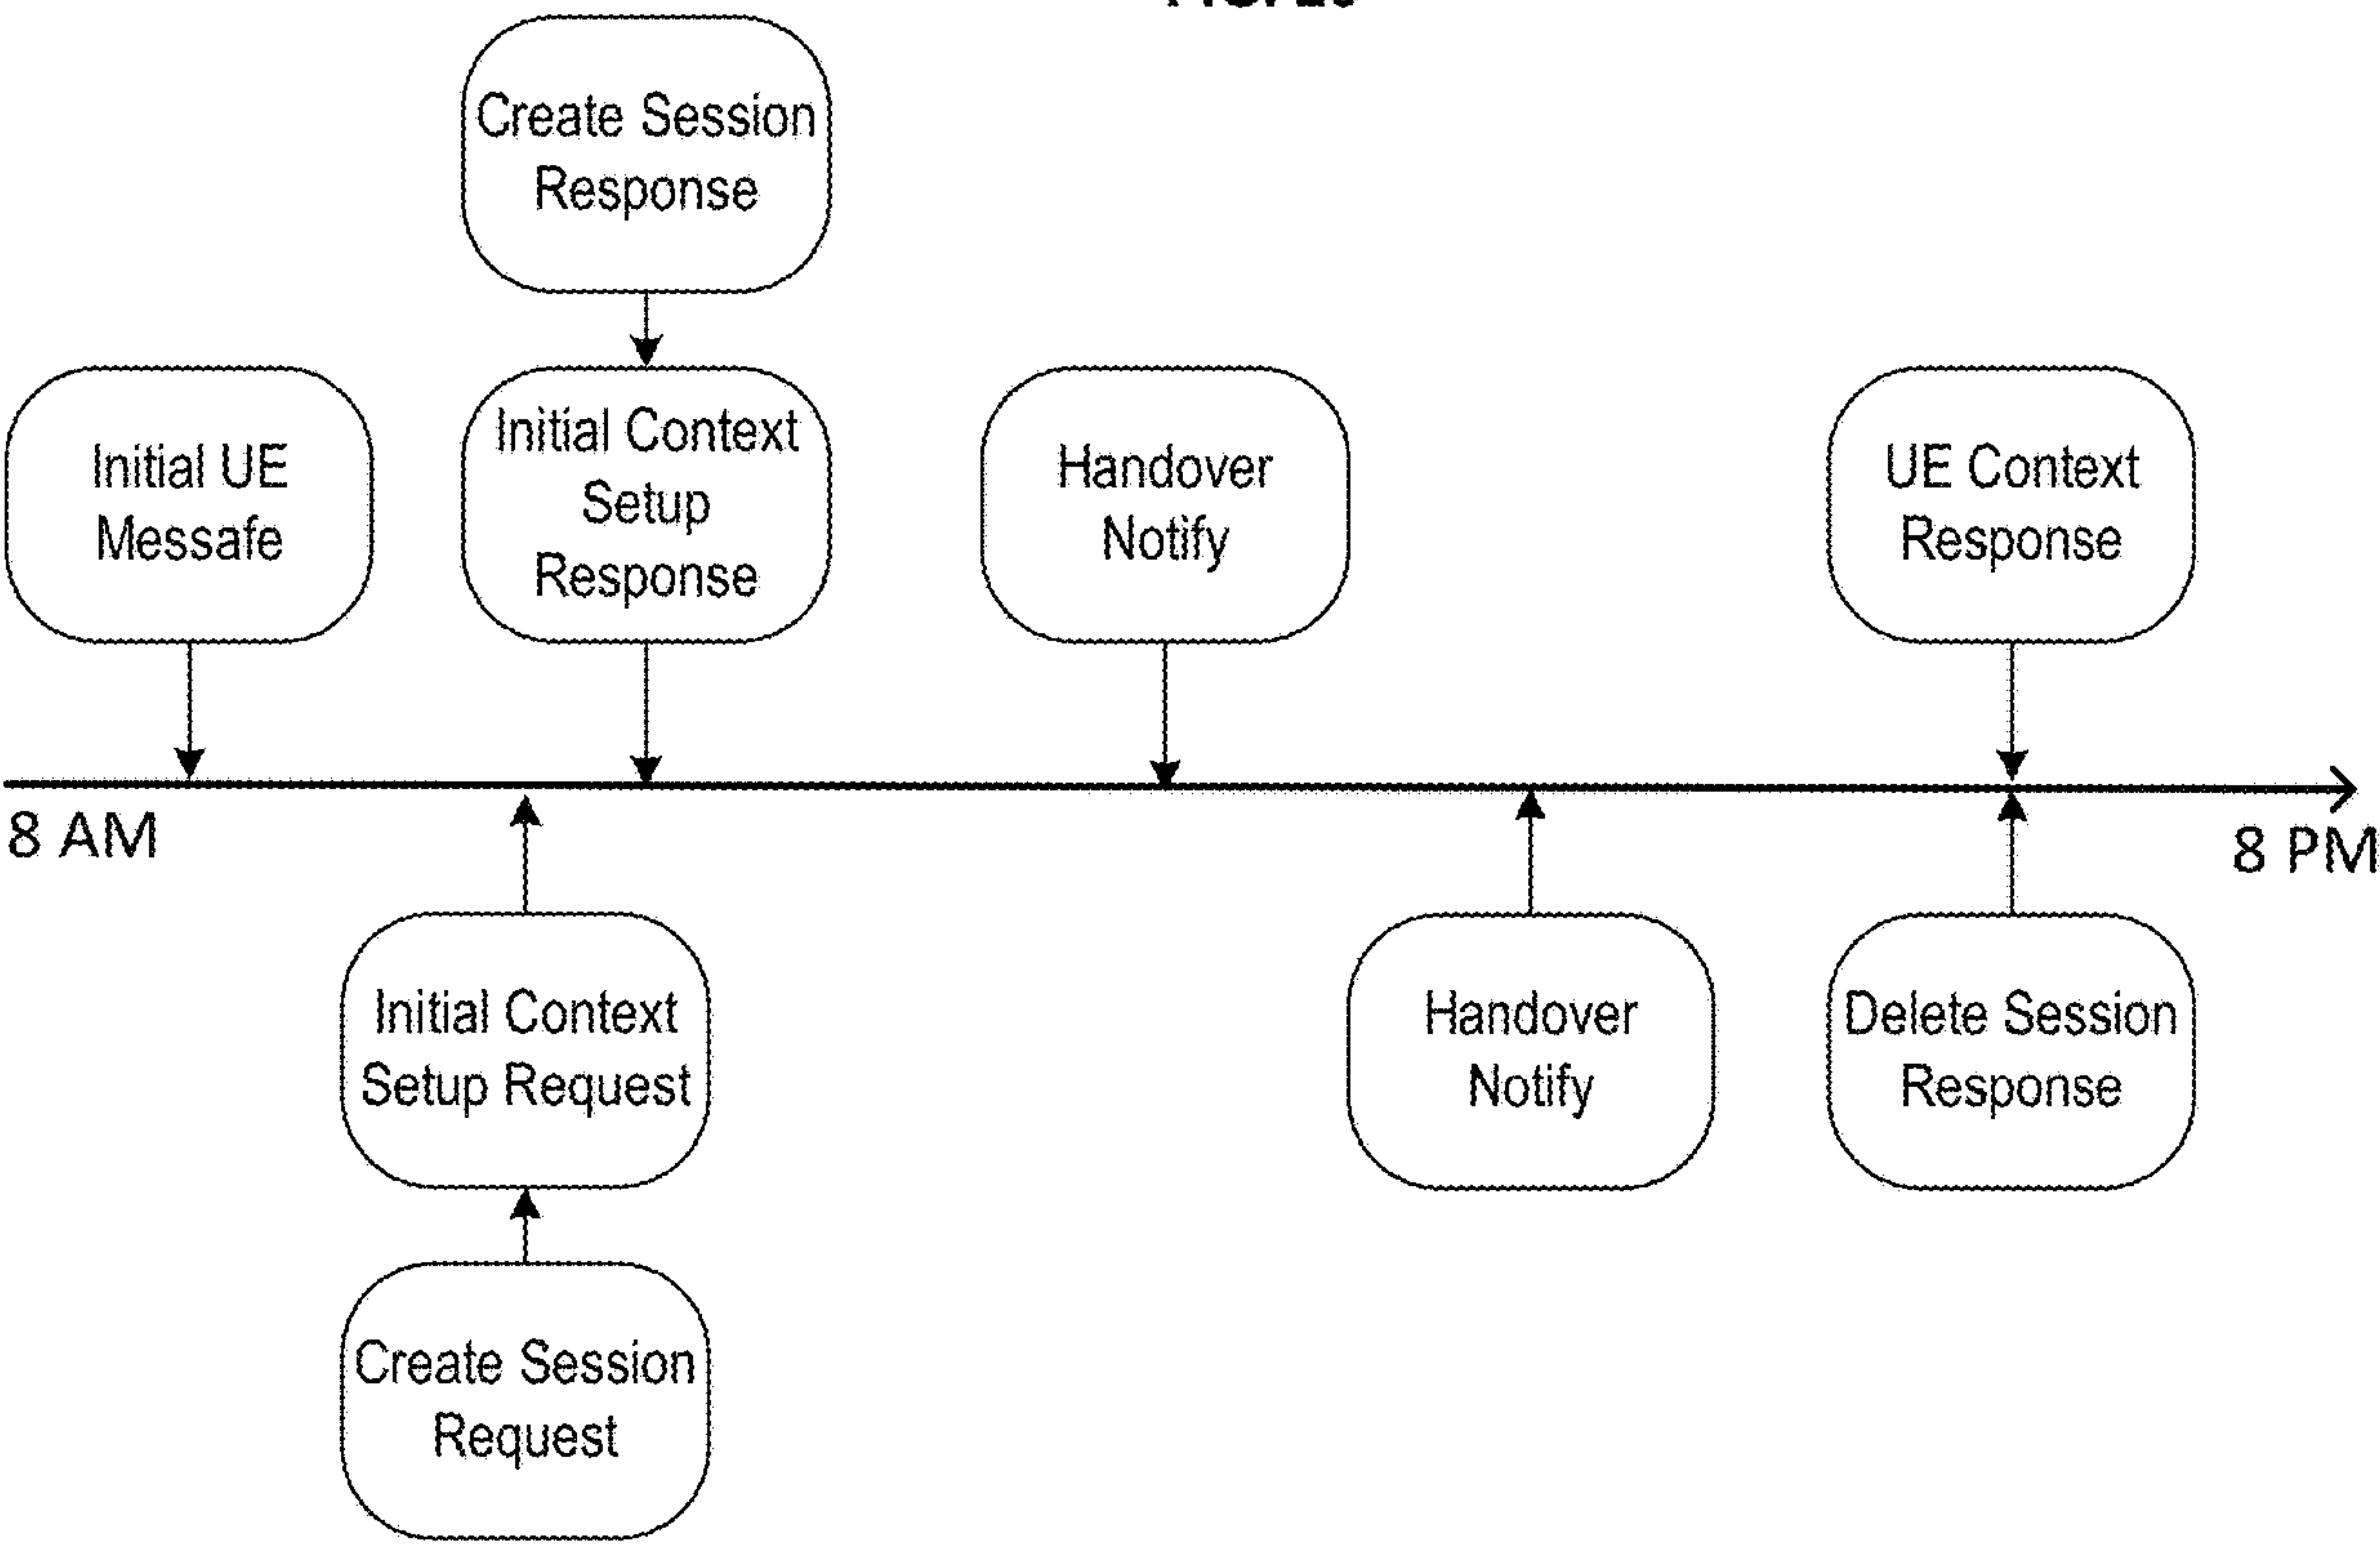 Create Session
Response
Initial UE
Messafe
Initial Context
Setup
Response
Handover
Notify
UE Context
Response
8 AM
8 PM
Initial Context
Setup Request
Handover
Notify
Delete Session
Response
Create Session
Request